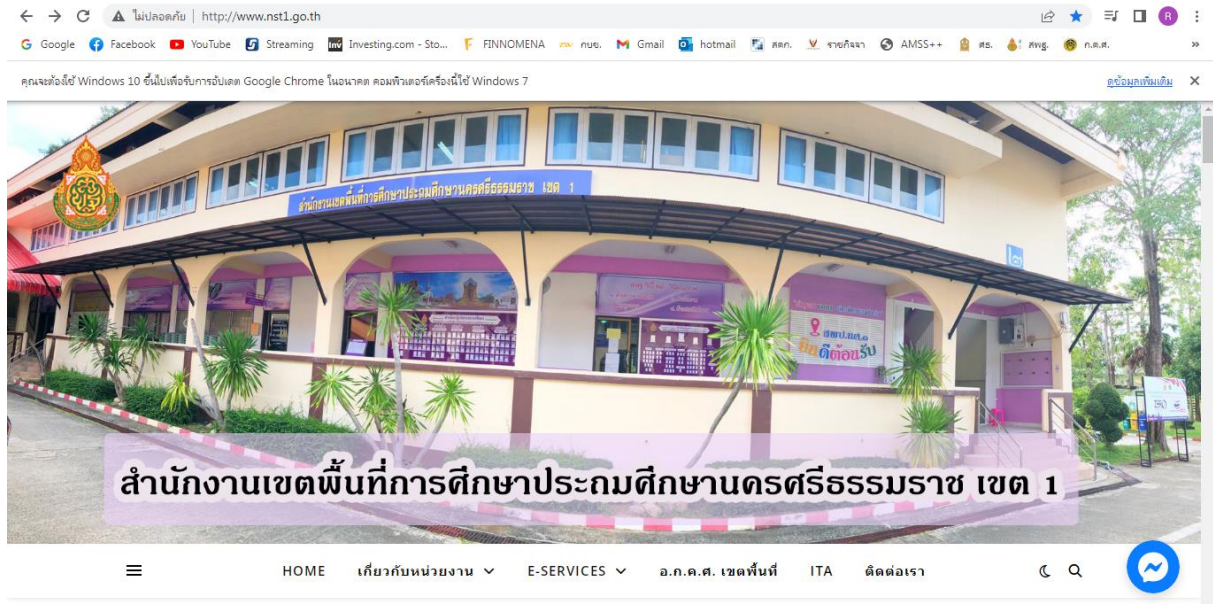 ไม่ปลอดภัย | http://www.nst1.go.th
Google Facebook YouTube Streaming Investing.com - Sto... FINNOMENA กบข. Gmail hotmail สตก. ราชกิจจา AMSS++ ศธ. สพฐ. ก.ค.ศ. »
คุณจะต้องใช้ Windows 10 ขึ้นไปเพื่อรับการอัปเดต Google Chrome ในอนาคต คอมพิวเตอร์เครื่องนี้ใช้ Windows 7 ดูข้อมูลเพิ่มเติม
สำนักงานเขตพื้นที่การศึกษาประถมศึกษานครศรีธรรมราช เขต 1
สพป.นศ.๑
ยินดีต้อนรับ
สำนักงานเขตพื้นที่การศึกษาประถมศึกษานครศรีธรรมราช เขต 1
HOME เกี่ยวกับหน่วยงาน E-SERVICES อ.ก.ค.ศ. เขตพื้นที่ ITA ติดต่อเรา